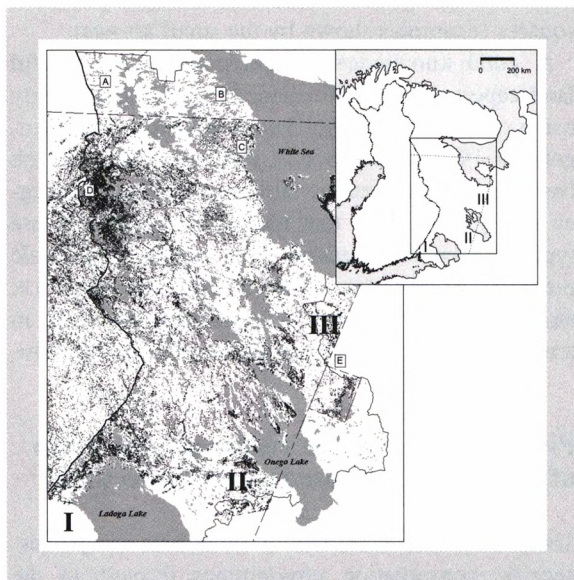 A
B
C
White Sea
D
III
E
Onego Lake
II
Ladoga Lake
I
0 200 km
III
II
I